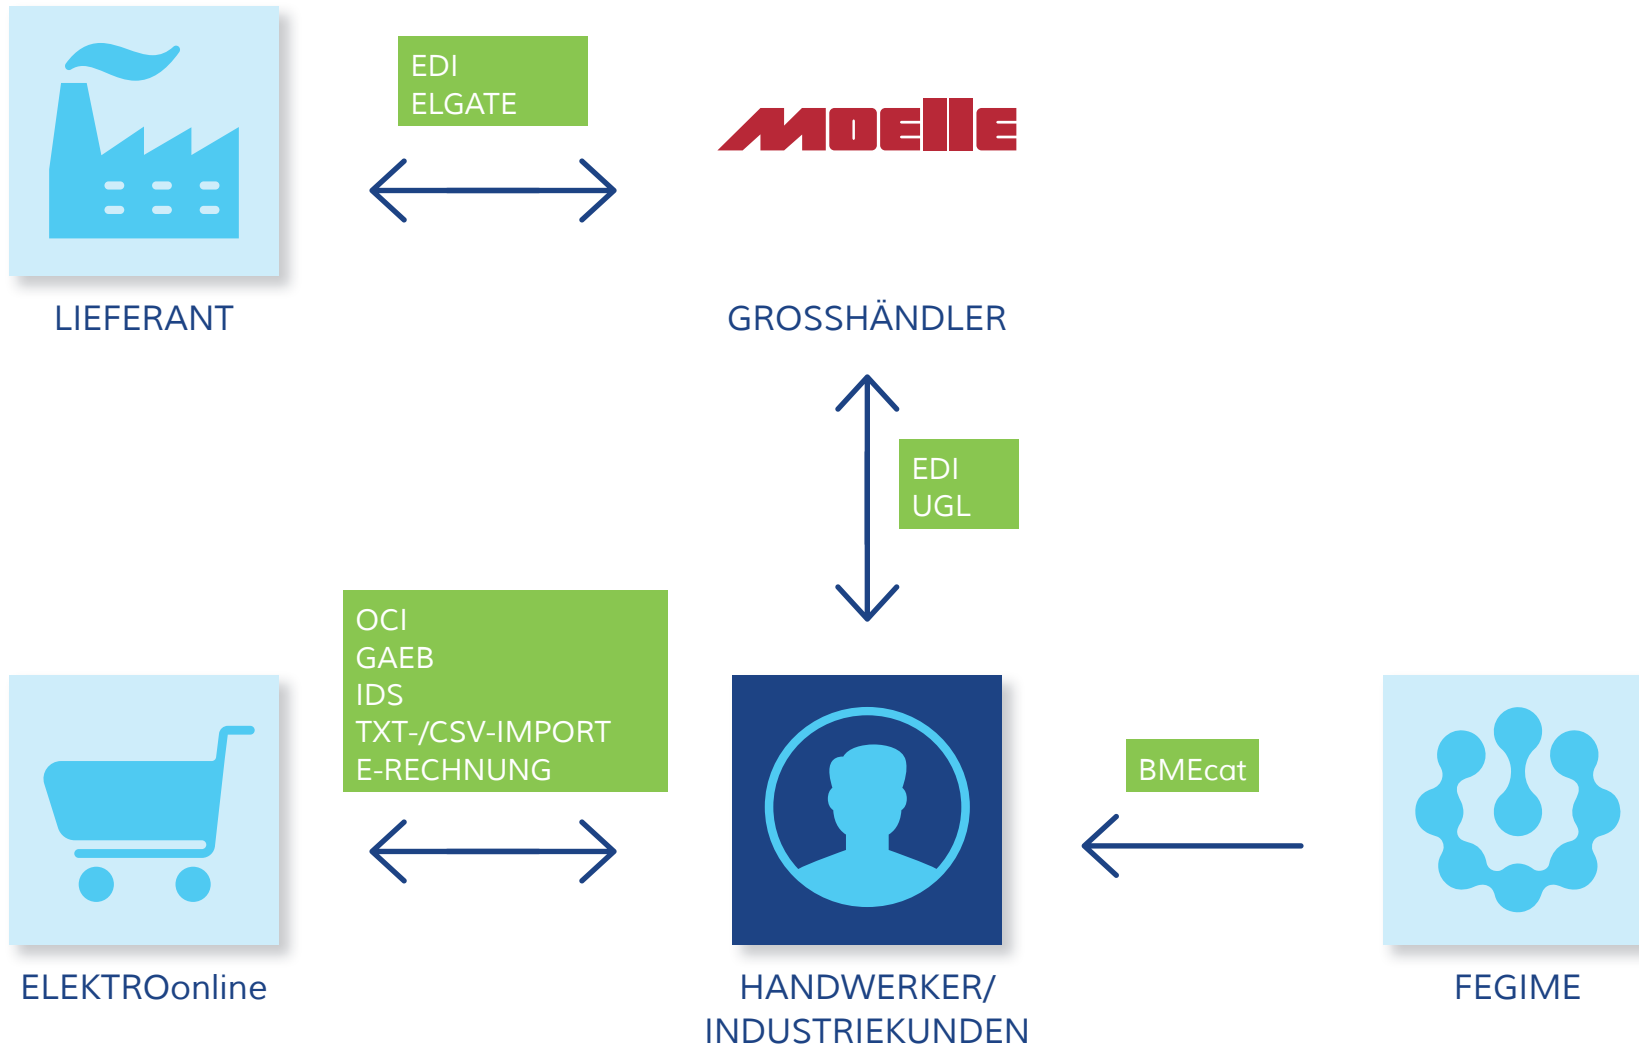 EDI
ELGATE
MOELLE
LIEFERANT
GROSSHÄNDLER
EDI
UGL
OCI
GAEB
IDS
TXT-/CSV-IMPORT
E-RECHNUNG
BMEcat
ELEKTROonline
HANDWERKER/
INDUSTRIEKUNDEN
FEGIME